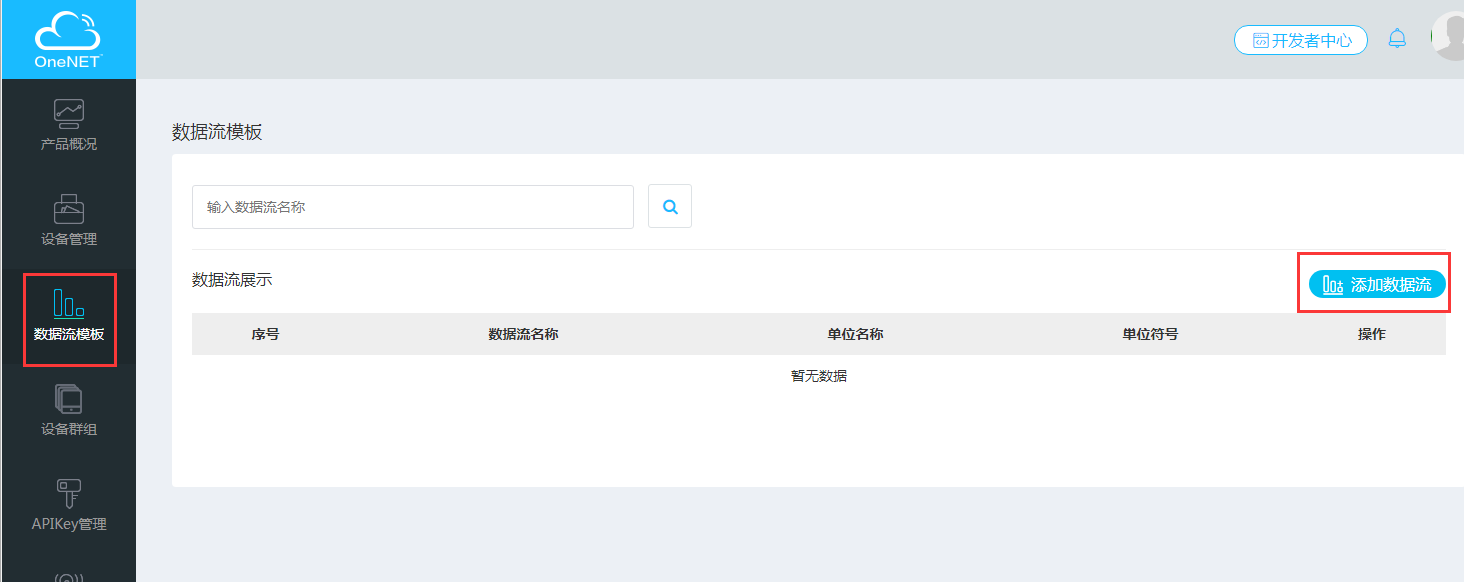 OneNET
开发者中心
产品概况
设备管理
数据流模板
设备群组
APIKey管理
数据流模板
输入数据流名称
数据流展示
添加数据流
序号 数据流名称 单位名称 单位符号 操作
暂无数据